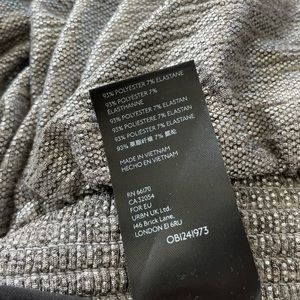 93% POLYESTER 7% ELASTANE
93% POLYESTER 7%
ÉLASTHANNE
93% POLYESTER 7% ELASTAN
93% POLIESTERE 7% ELASTAN
93% POLIÉSTER 7% ELASTANO
93% 聚酯纤维 7% 氨纶
MADE IN VIETNAM
HECHO EN VIETNAM
RN 66170
CA 32054
FOR EU
URBN UK Ltd.
146 Brick Lane,
LONDON E1 6RU
OB1241973